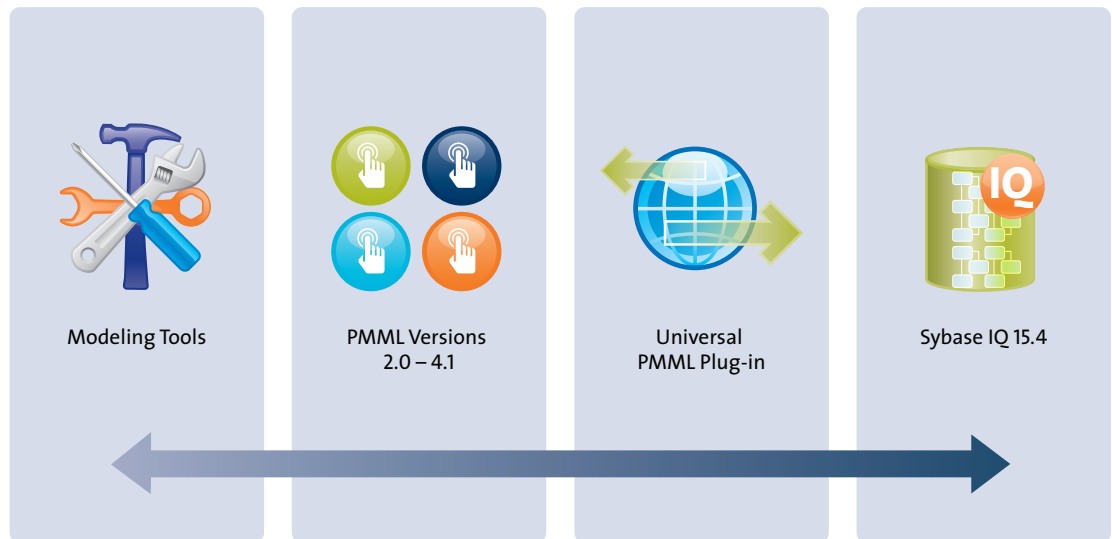 IQ
Modeling Tools
PMML Versions
2.0 – 4.1
Universal
PMML Plug-in
Sybase IQ 15.4